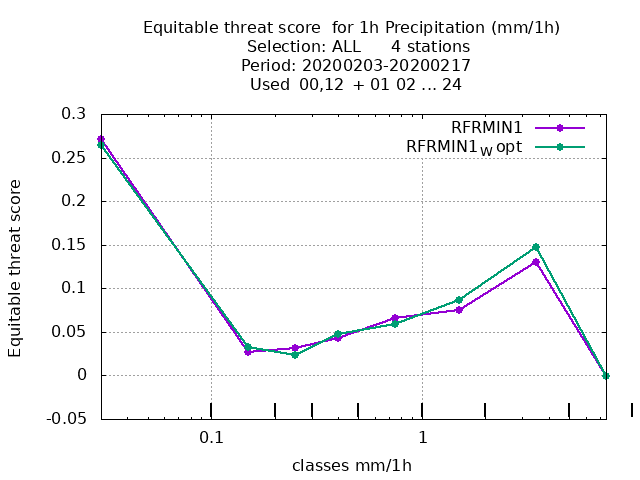 Equitable threat score  for 1h Precipitation (mm/1h)
Selection: ALL      4 stations
Period: 20200203-20200217
Used  00,12  + 01 02 ... 24
RFRMIN1
RFRMIN1W opt
0.3
0.25
0.2
0.15
0.1
0.05
0
-0.05
Equitable threat score
0.1
1
classes mm/1h